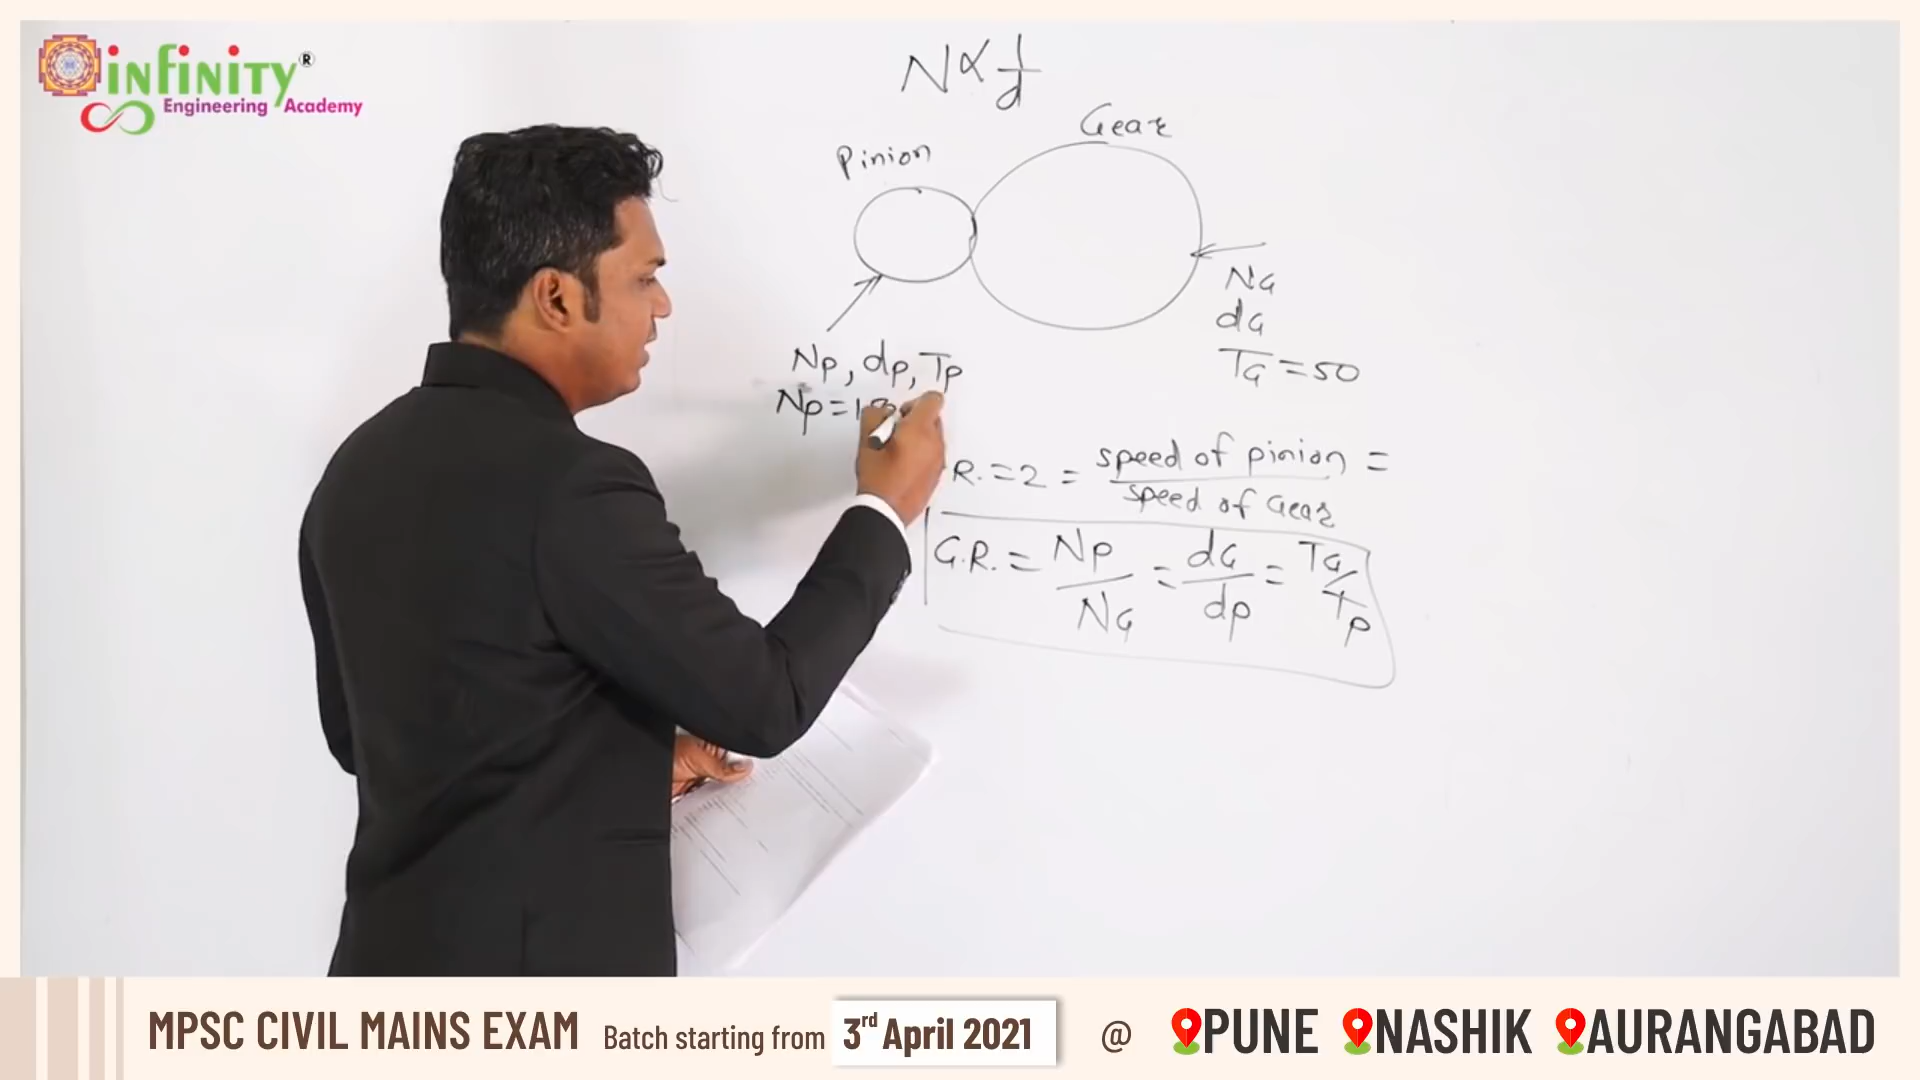 infinity®
Engineering Academy
N ∝ 1/d
Gear
Pinion
NG
dG
TG = 50
Np, dp, Tp
Np = 18
R. = 2 = speed of pinion / speed of Gear =
G.R. = NP / NG = dG / dp = TG / TP
MPSC CIVIL MAINS EXAM Batch starting from 3rd April 2021 @ PUNE NASHIK AURANGABAD